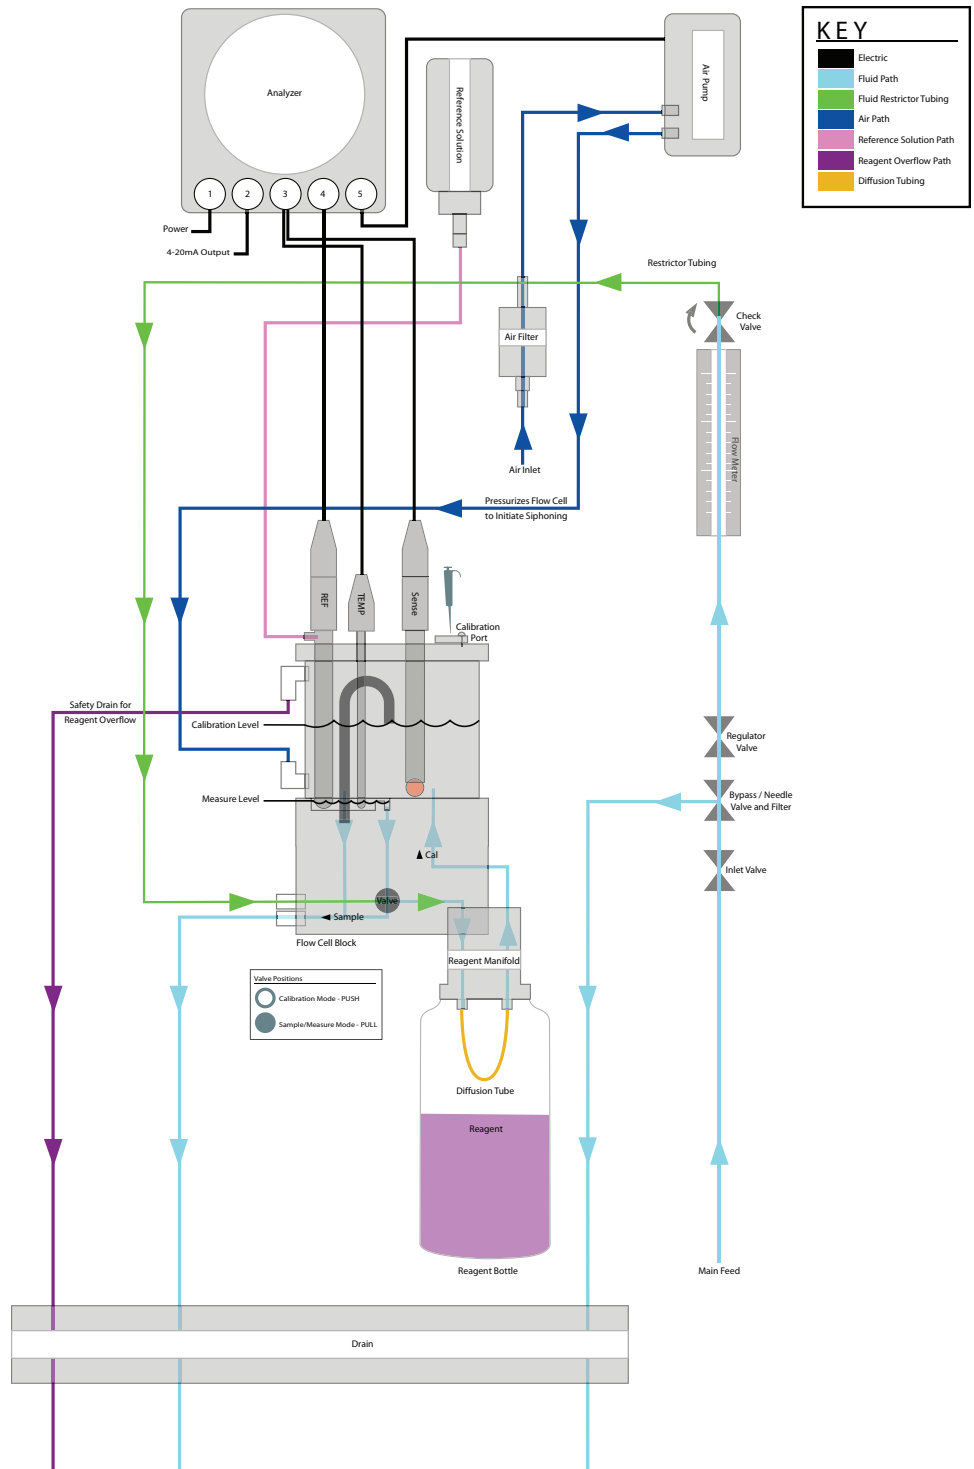 KEY
Electric
Fluid Path
Fluid Restrictor Tubing
Air Path
Reference Solution Path
Reagent Overflow Path
Diffusion Tubing
Analyzer
1
2
3
4
5
Power
4-20mA Output
Reference Solution
Air Pump
Restrictor Tubing
Check
Valve
Air Filter
Flow Meter
Air Inlet
Pressurizes Flow Cell
to Initiate Siphoning
REF
TEMP
Sense
Calibration
Port
Safety Drain for
Reagent Overflow
Calibration Level
Regulator
Valve
Measure Level
Bypass / Needle
Valve and Filter
Cal
Inlet Valve
Valve
Sample
Flow Cell Block
Reagent Manifold
Valve Positions
Calibration Mode - PUSH
Sample/Measure Mode - PULL
Diffusion Tube
Reagent
Reagent Bottle
Main Feed
Drain